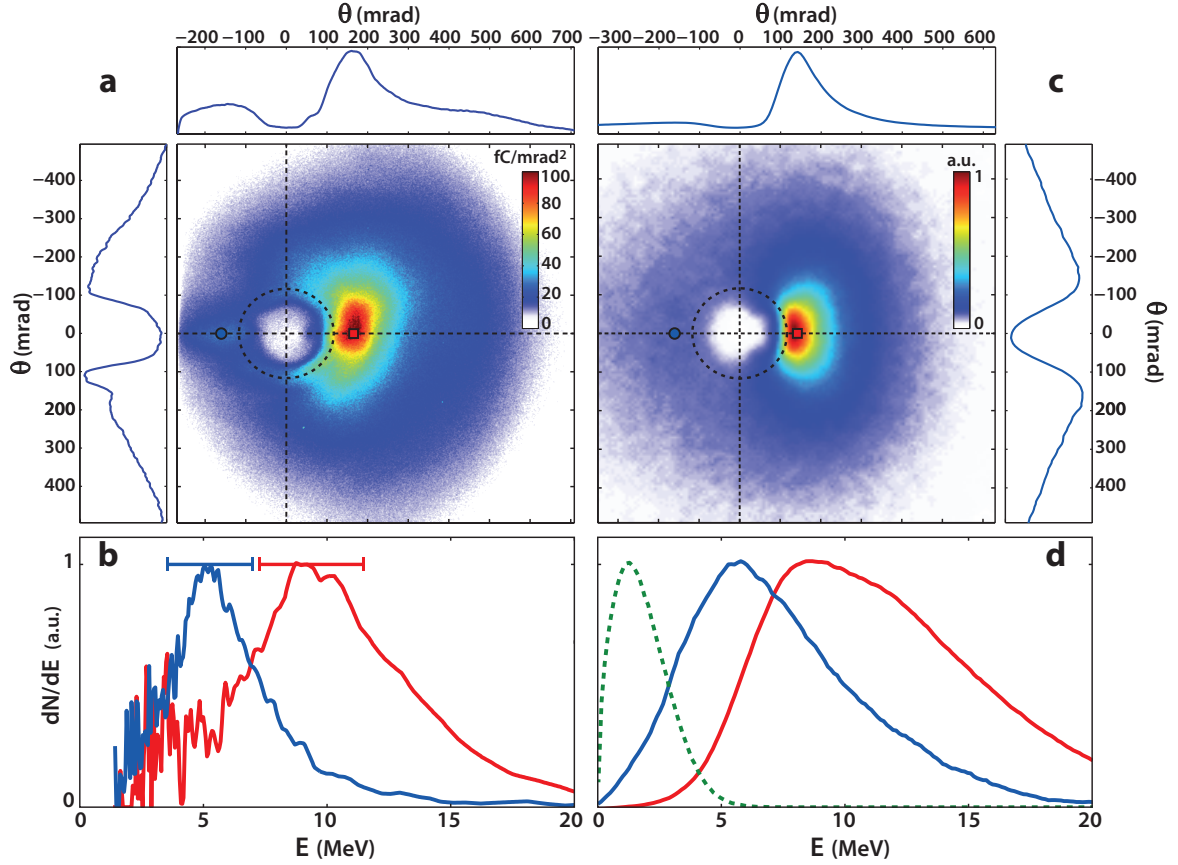 θ (mrad)
−200 −100 0 100 200 300 400 500 600 700
a
θ (mrad)
−300 −200 −100 0 100 200 300 400 500 600
c
θ (mrad)
−400
−300
−200
−100
0
100
200
300
400
fC/mrad²
100
80
60
40
20
0
a.u.
1
0
−400
−300
−200
−100
0
100
200
300
400
θ (mrad)
b
dN/dE (a.u.)
1
0
0 5 10 15 20
E (MeV)
d
0 5 10 15 20
E (MeV)